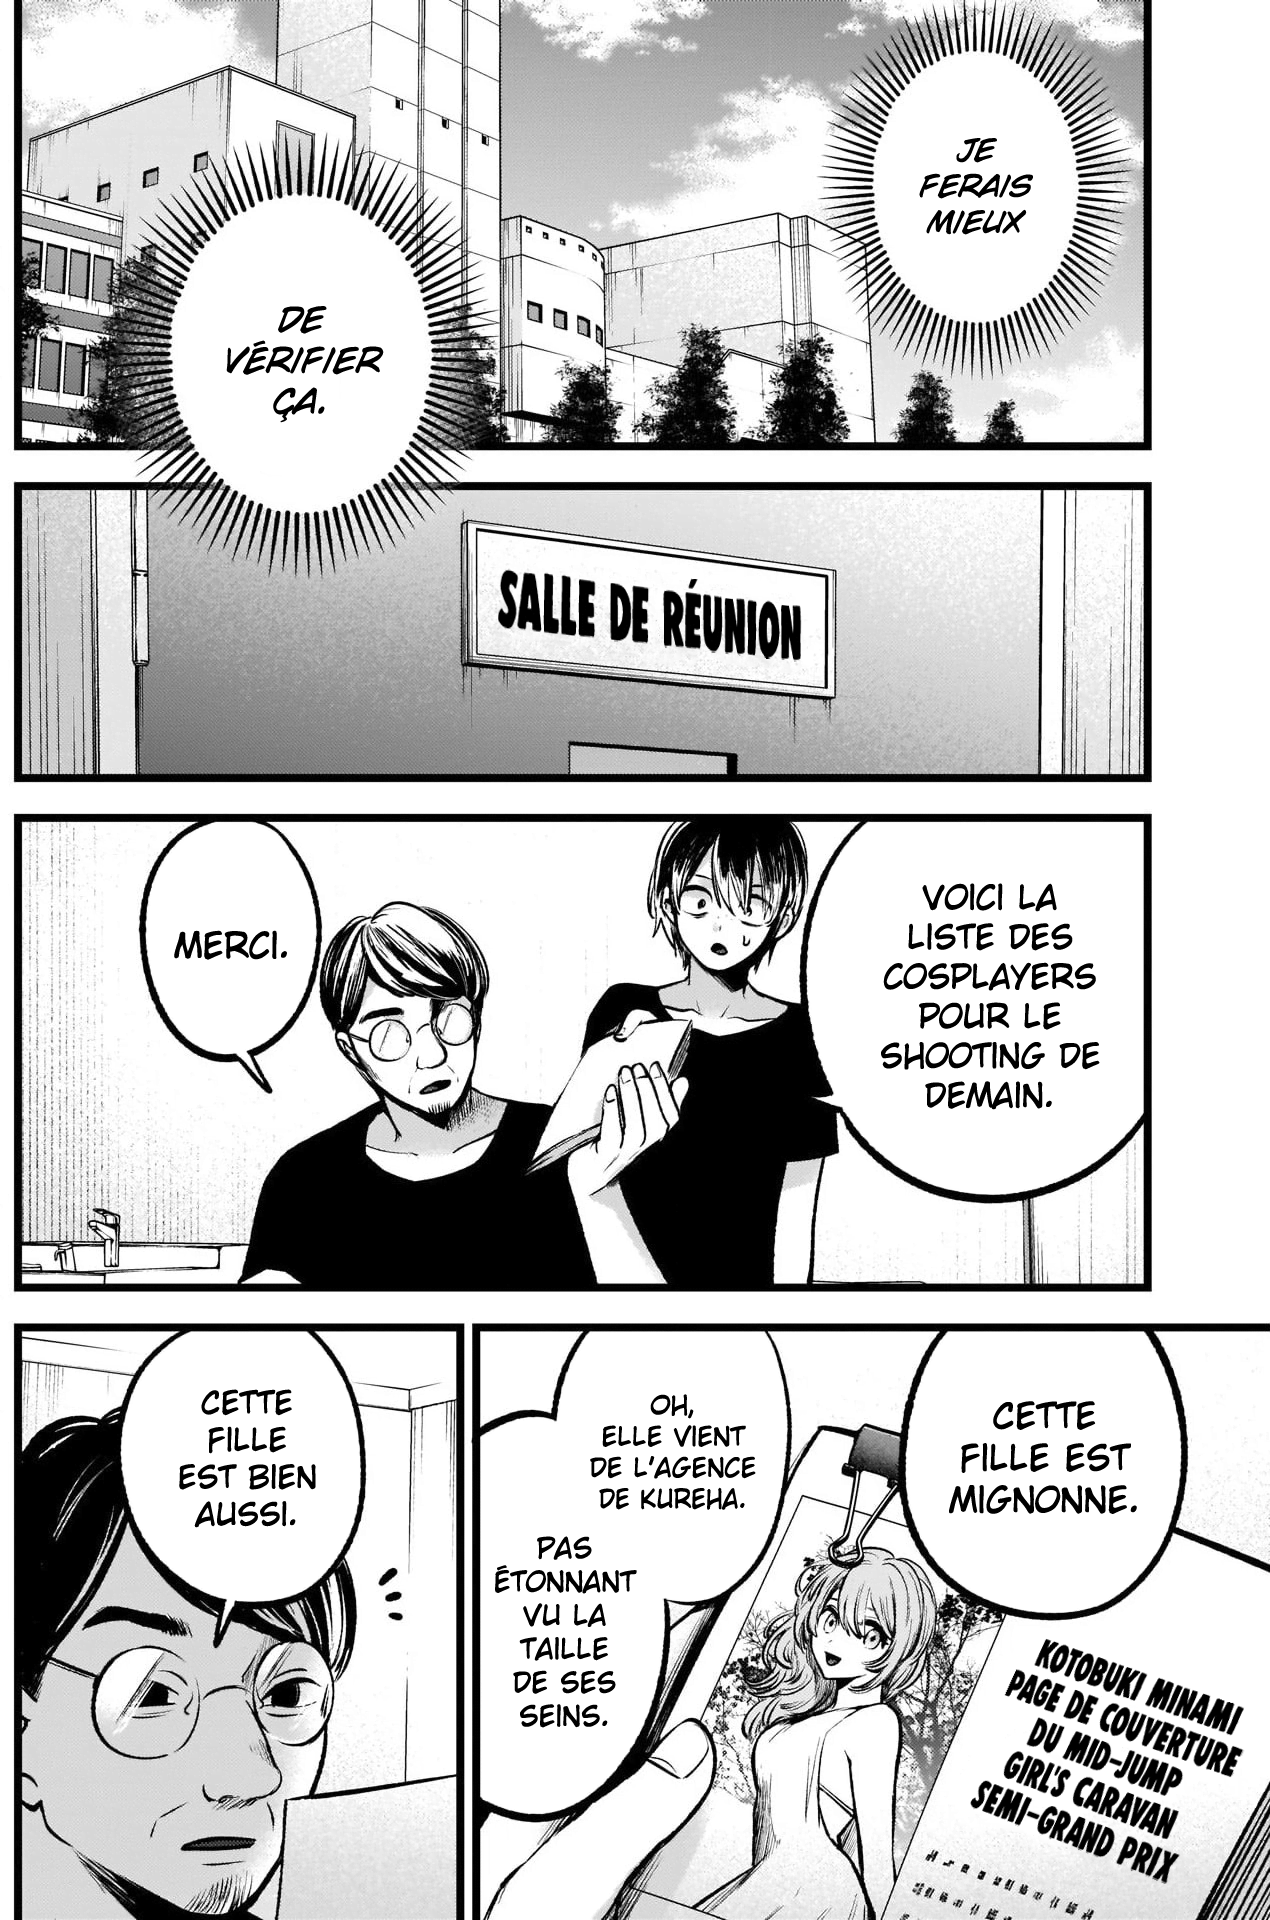 JE
FERAIS
MIEUX
DE
VÉRIFIER
ÇA.
SALLE DE RÉUNION
VOICI LA
LISTE DES
COSPLAYERS
POUR LE
SHOOTING DE
DEMAIN.
MERCI.
CETTE
FILLE EST
MIGNONNE.
OH,
ELLE VIENT
DE L'AGENCE
DE KUREHA.
PAS
ÉTONNANT
VU LA
TAILLE
DE SES
SEINS.
KOTOBUKI MINAMI
PAGE DE COUVERTURE
DU MID-JUMP
GIRL'S CARAVAN
SEMI-GRAND PRIX
CETTE
FILLE
EST BIEN
AUSSI.